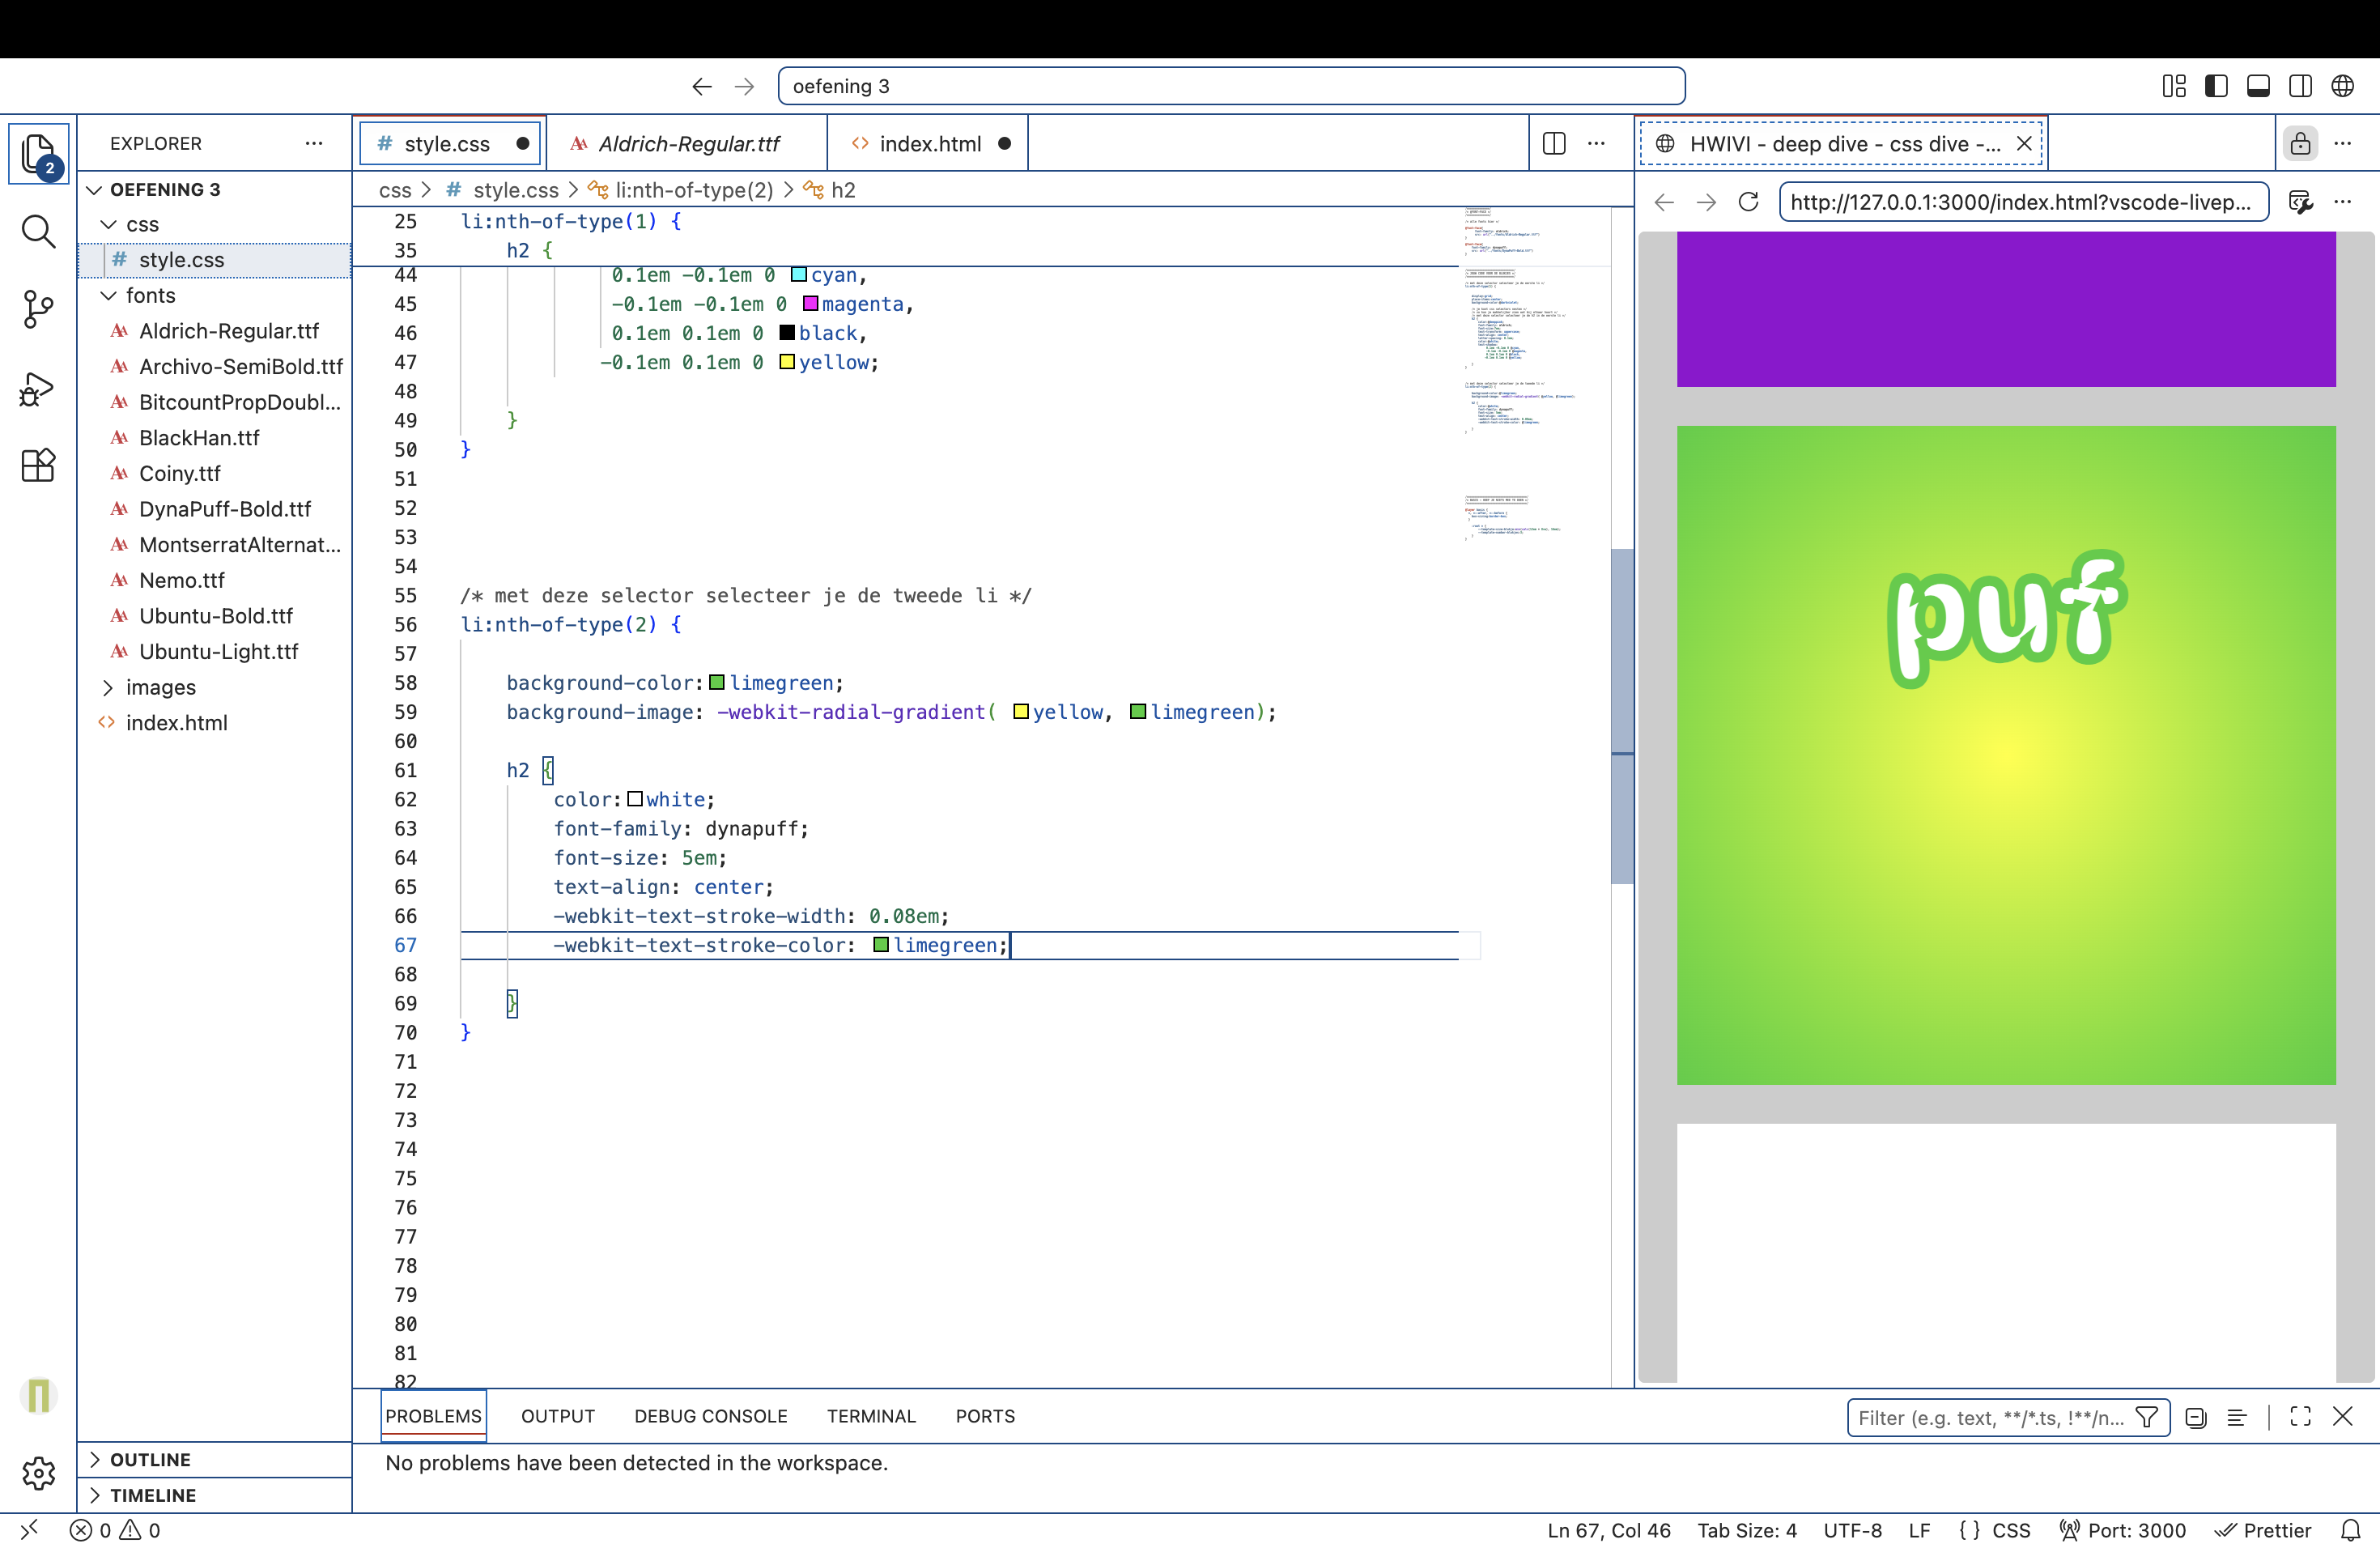 oefening 3
EXPLORER
style.css
Aldrich-Regular.ttf
index.html
HWIVI - deep dive - css dive -...
2
OEFENING 3
css
style.css
fonts
Aldrich-Regular.ttf
Archivo-SemiBold.ttf
BitcountPropDoubl...
BlackHan.ttf
Coiny.ttf
DynaPuff-Bold.ttf
MontserratAlternat...
Nemo.ttf
Ubuntu-Bold.ttf
Ubuntu-Light.ttf
images
index.html
OUTLINE
TIMELINE
css > # style.css > li:nth-of-type(2) > h2
http://127.0.0.1:3000/index.html?vscode-livep...
25 li:nth-of-type(1) {
35 h2 {
44 0.1em -0.1em 0 cyan,
45 -0.1em -0.1em 0 magenta,
46 0.1em 0.1em 0 black,
47 -0.1em 0.1em 0 yellow;
48
49 }
50 }
51
52
53
54
55 /* met deze selector selecteer je de tweede li */
56 li:nth-of-type(2) {
57
58 background-color: limegreen;
59 background-image: -webkit-radial-gradient( yellow, limegreen);
60
61 h2 {
62 color: white;
63 font-family: dynapuff;
64 font-size: 5em;
65 text-align: center;
66 -webkit-text-stroke-width: 0.08em;
67 -webkit-text-stroke-color: limegreen;
68
69 }
70 }
71
72
73
74
75
76
77
78
79
80
81
82
puf
PROBLEMS OUTPUT DEBUG CONSOLE TERMINAL PORTS
Filter (e.g. text, **/*.ts, !**/n...
No problems have been detected in the workspace.
0 0
Ln 67, Col 46 Tab Size: 4 UTF-8 LF { } CSS Port: 3000 Prettier